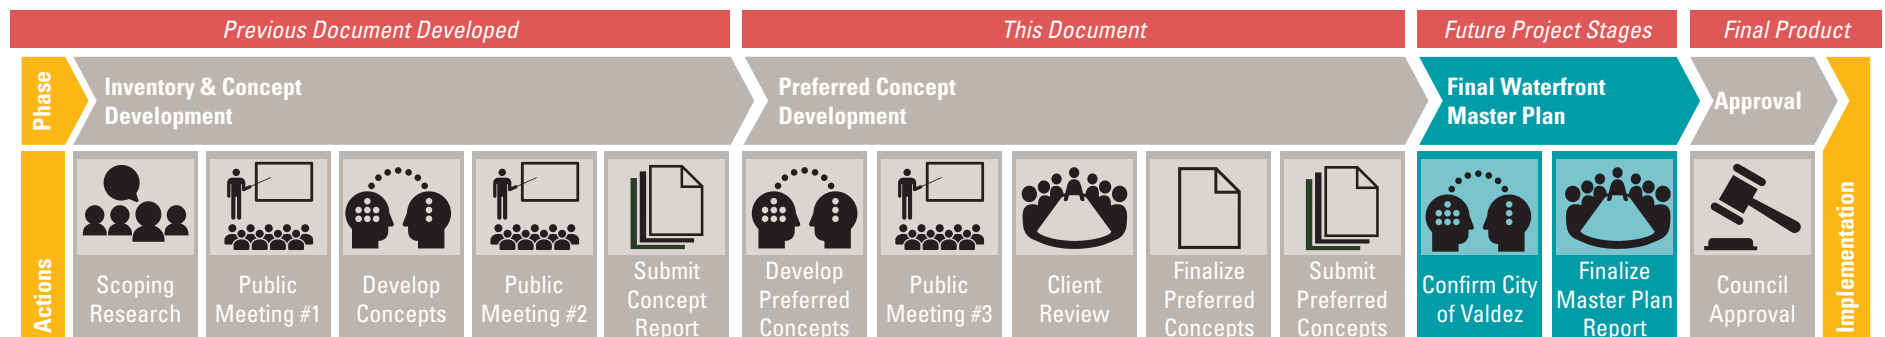 Previous Document Developed
This Document
Future Project Stages
Final Product
Phase
Inventory & Concept
Development
Preferred Concept
Development
Final Waterfront
Master Plan
Approval
Implementation
Actions
Scoping
Research
Public
Meeting #1
Develop
Concepts
Public
Meeting #2
Submit
Concept
Report
Develop
Preferred
Concepts
Public
Meeting #3
Client
Review
Finalize
Preferred
Concepts
Submit
Preferred
Concepts
Confirm City
of Valdez
Finalize
Master Plan
Report
Council
Approval